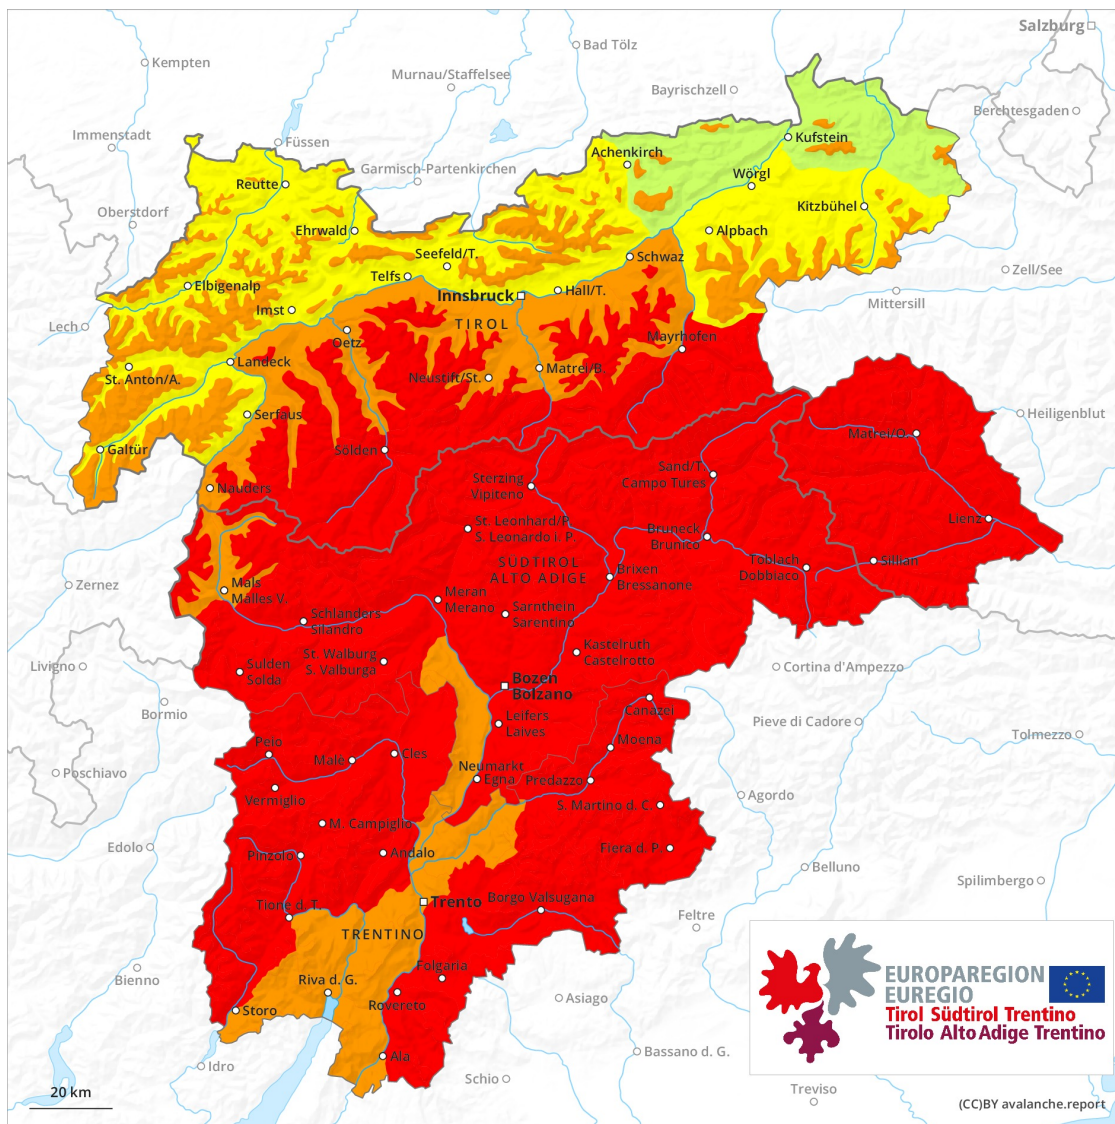 Salzburg
Kempten
Bad Tölz
Murnau/Staffelsee
Bayrischzell
Berchtesgaden
Immenstadt
Füssen
Kufstein
Achenkirch
Garmisch-Partenkirchen
Wörgl
Reutte
Oberstdorf
Kitzbühel
Ehrwald
Alpbach
Seefeld/T.
Schwaz
Zell/See
Telfs
Elbigenalp
Hall/T.
Innsbruck
Mittersill
Imst
TIROL
Lech
Mayrhofen
Oetz
Landeck
Matrei/B.
St. Anton/A.
Neustift/St.
Serfaus
Heiligenblut
Matrei/O.
Galtür
Sölden
Sand/T.
Campo Tures
Sterzing
Vipiteno
Nauders
Lienz
St. Leonhard/P.
S. Leonardo i. P.
Bruneck
Brunico
SÜDTIROL
ALTO ADIGE
Toblach
Dobbiaco
Sillian
Brixen
Bressanone
Zernez
Mals
Malles V.
Meran
Merano
Schlanders
Silandro
Sarnthein
Sarentino
Kastelruth
Castelrotto
Livigno
St. Walburg
S. Valburga
Sulden
Solda
Cortina d'Ampezzo
Bozen
Bolzano
Bormio
Canazei
Leifers
Laives
Pieve di Cadore
Tolmezzo
Moena
Peio
Malè
Cles
Poschiavo
Neumarkt
Egna
Predazzo
Vermiglio
Agordo
S. Martino d. C.
M. Campiglio
Edolo
Fiera d. P.
Pinzolo
Andalo
Belluno
Spilimbergo
Borgo Valsugana
Trento
Tione d. T.
Feltre
TRENTINO
Folgaria
Bienno
Riva d. G.
Rovereto
Asiago
Storo
EUROPAREGION
EUREGIO
Tirol Südtirol Trentino
Tirolo Alto Adige Trentino
Ala
Bassano d. G.
Idro
Schio
Treviso
20 km
(CC)BY avalanche.report